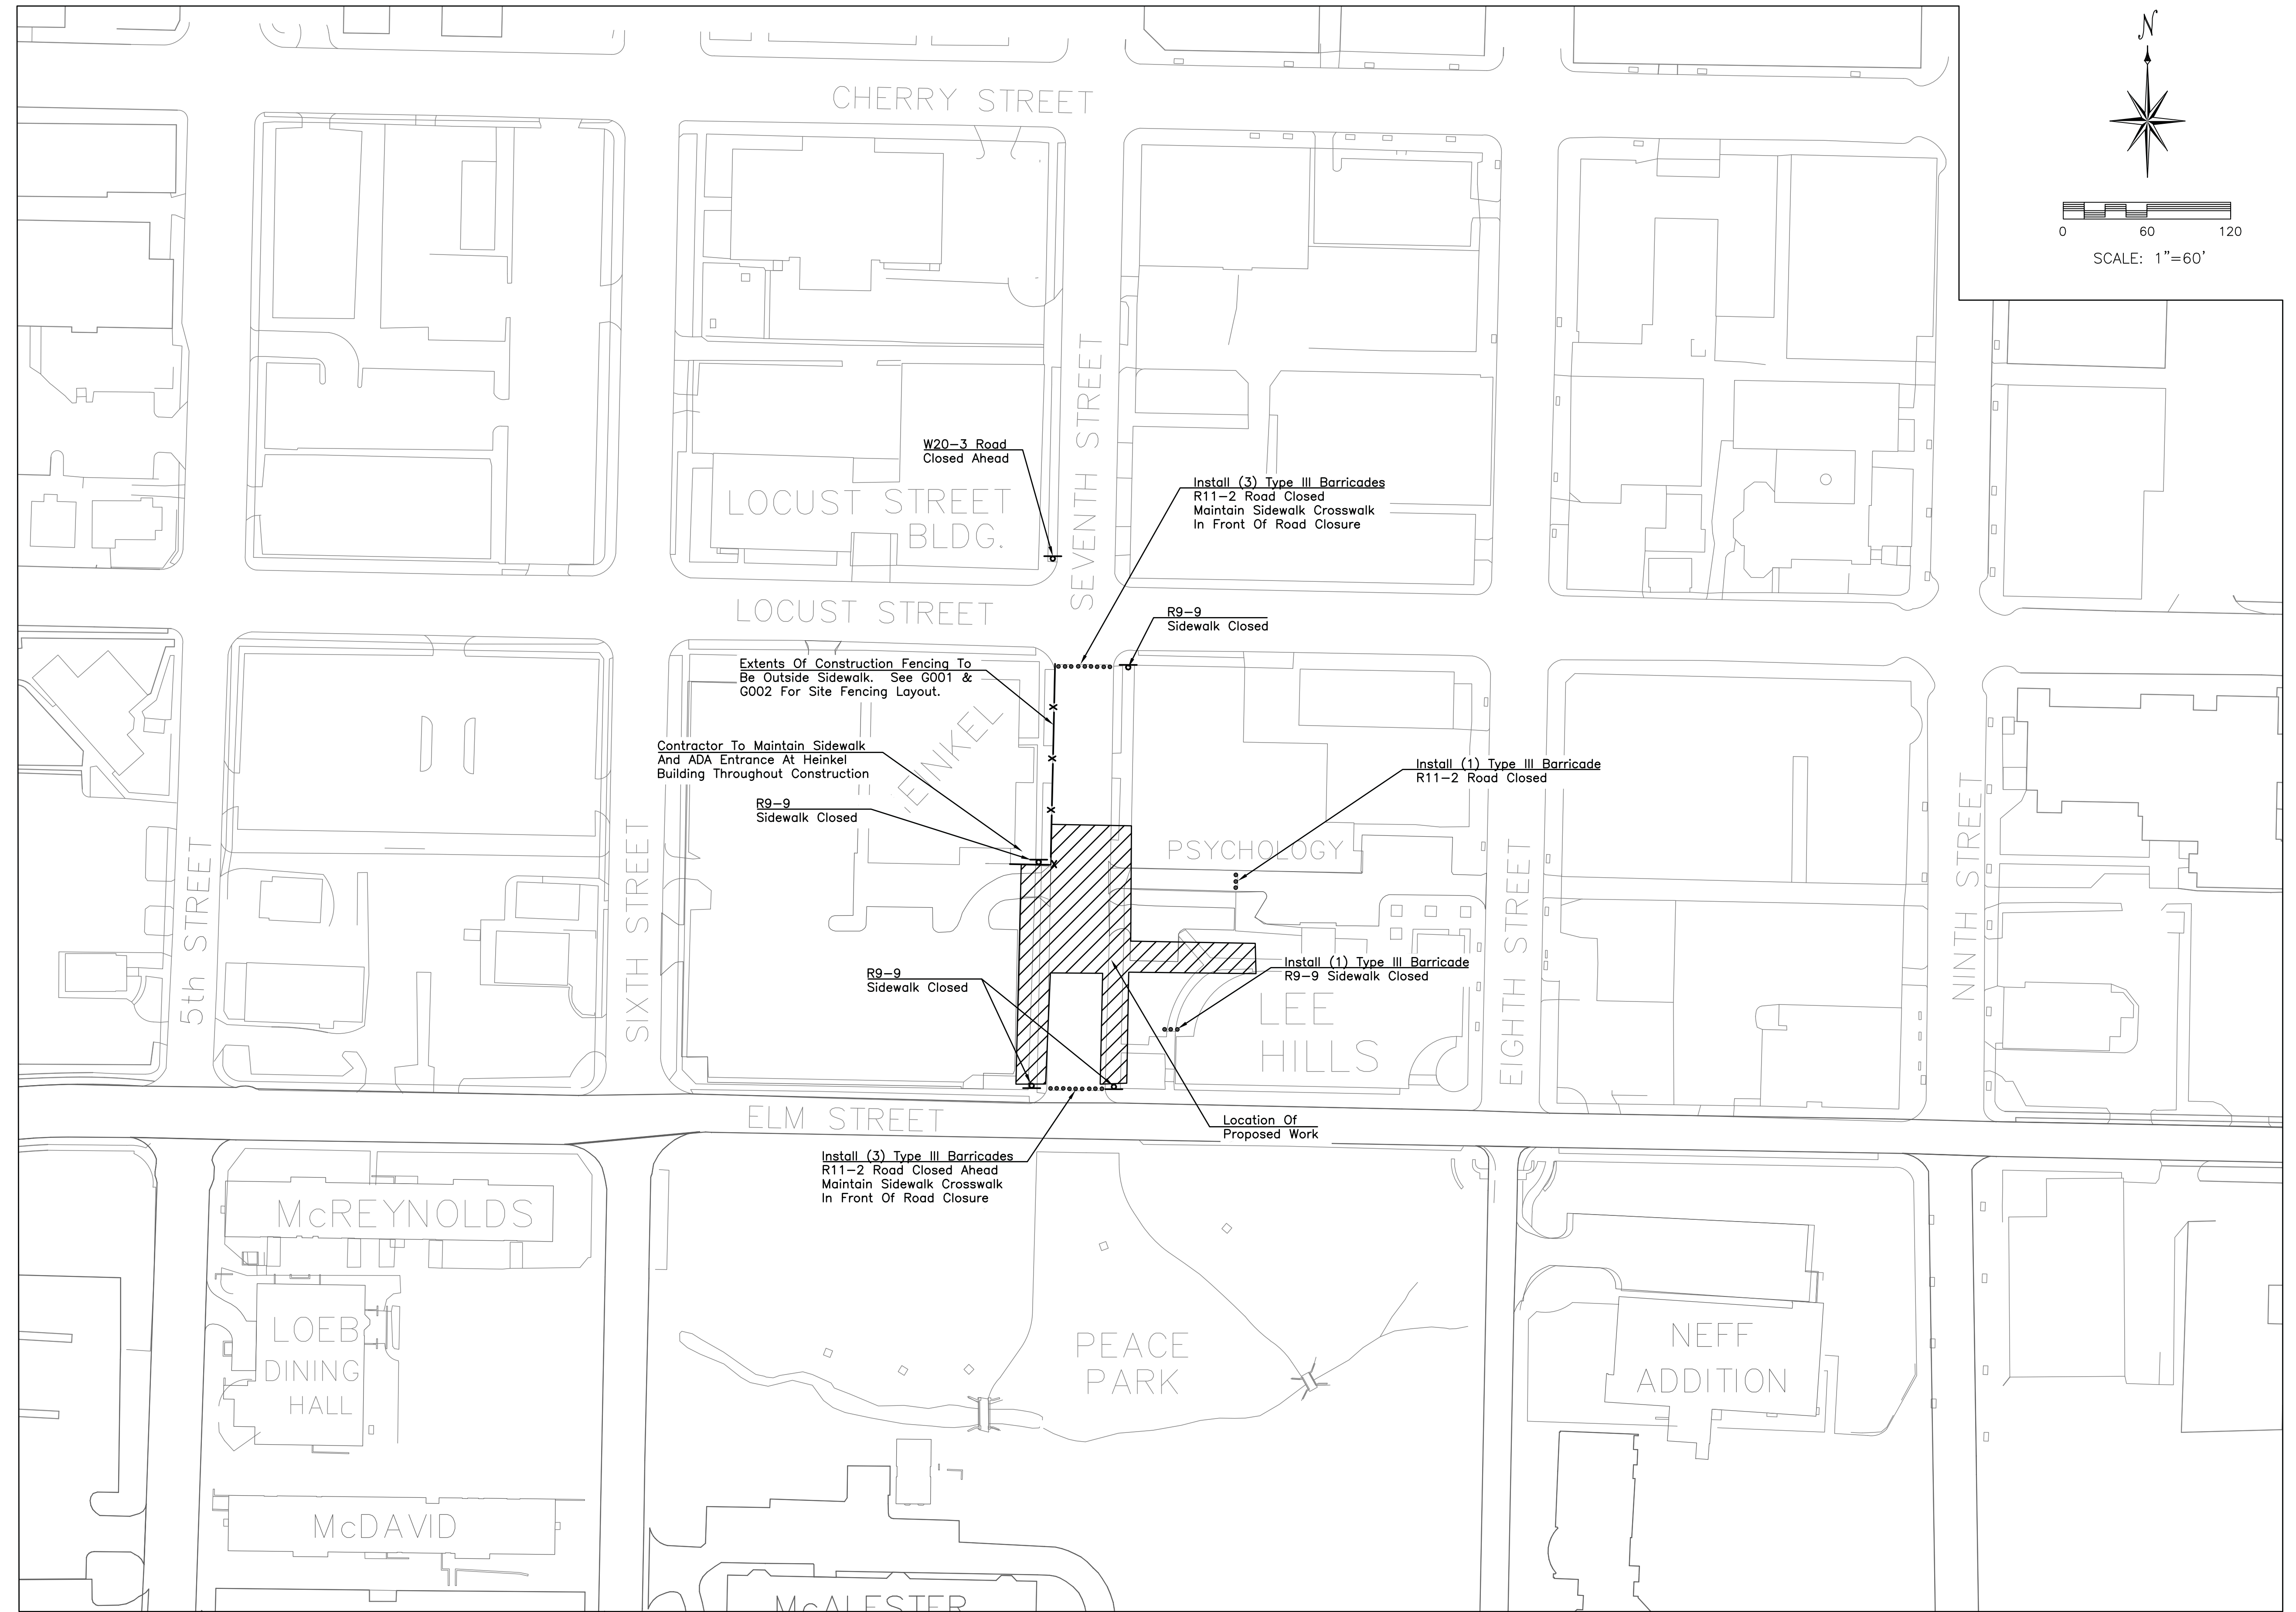 N
0 60 120
SCALE: 1"=60'
CHERRY STREET
SEVENTH STREET
W20-3 Road
Closed Ahead
LOCUST STREET
BLDG.
Install (3) Type III Barricades
R11-2 Road Closed
Maintain Sidewalk Crosswalk
In Front Of Road Closure
LOCUST STREET
R9-9
Sidewalk Closed
Extents Of Construction Fencing To
Be Outside Sidewalk. See G001 &
G002 For Site Fencing Layout.
Contractor To Maintain Sidewalk
And ADA Entrance At Heinkel
Building Throughout Construction
ENKEL
R9-9
Sidewalk Closed
Install (1) Type III Barricade
R11-2 Road Closed
PSYCHOLOGY
5th STREET
SIXTH STREET
EIGHTH STREET
NINTH STREET
R9-9
Sidewalk Closed
Install (1) Type III Barricade
R9-9 Sidewalk Closed
LEE
HILLS
ELM STREET
Location Of
Proposed Work
Install (3) Type III Barricades
R11-2 Road Closed Ahead
Maintain Sidewalk Crosswalk
In Front Of Road Closure
McREYNOLDS
LOEB
DINING
HALL
PEACE
PARK
NEFF
ADDITION
McDAVID
McALESTER